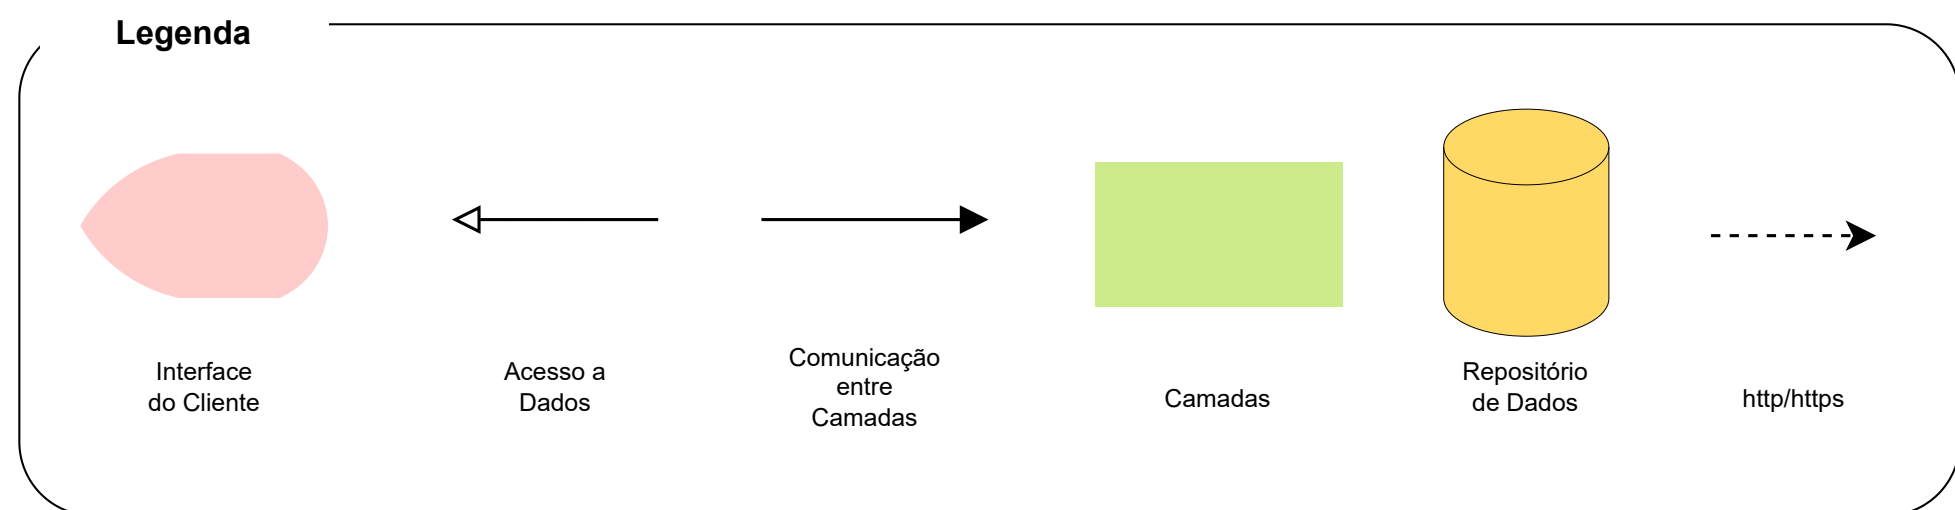 Legenda
Interface
do Cliente
Acesso a
Dados
Comunicação
entre
Camadas
Camadas
Repositório
de Dados
http/https